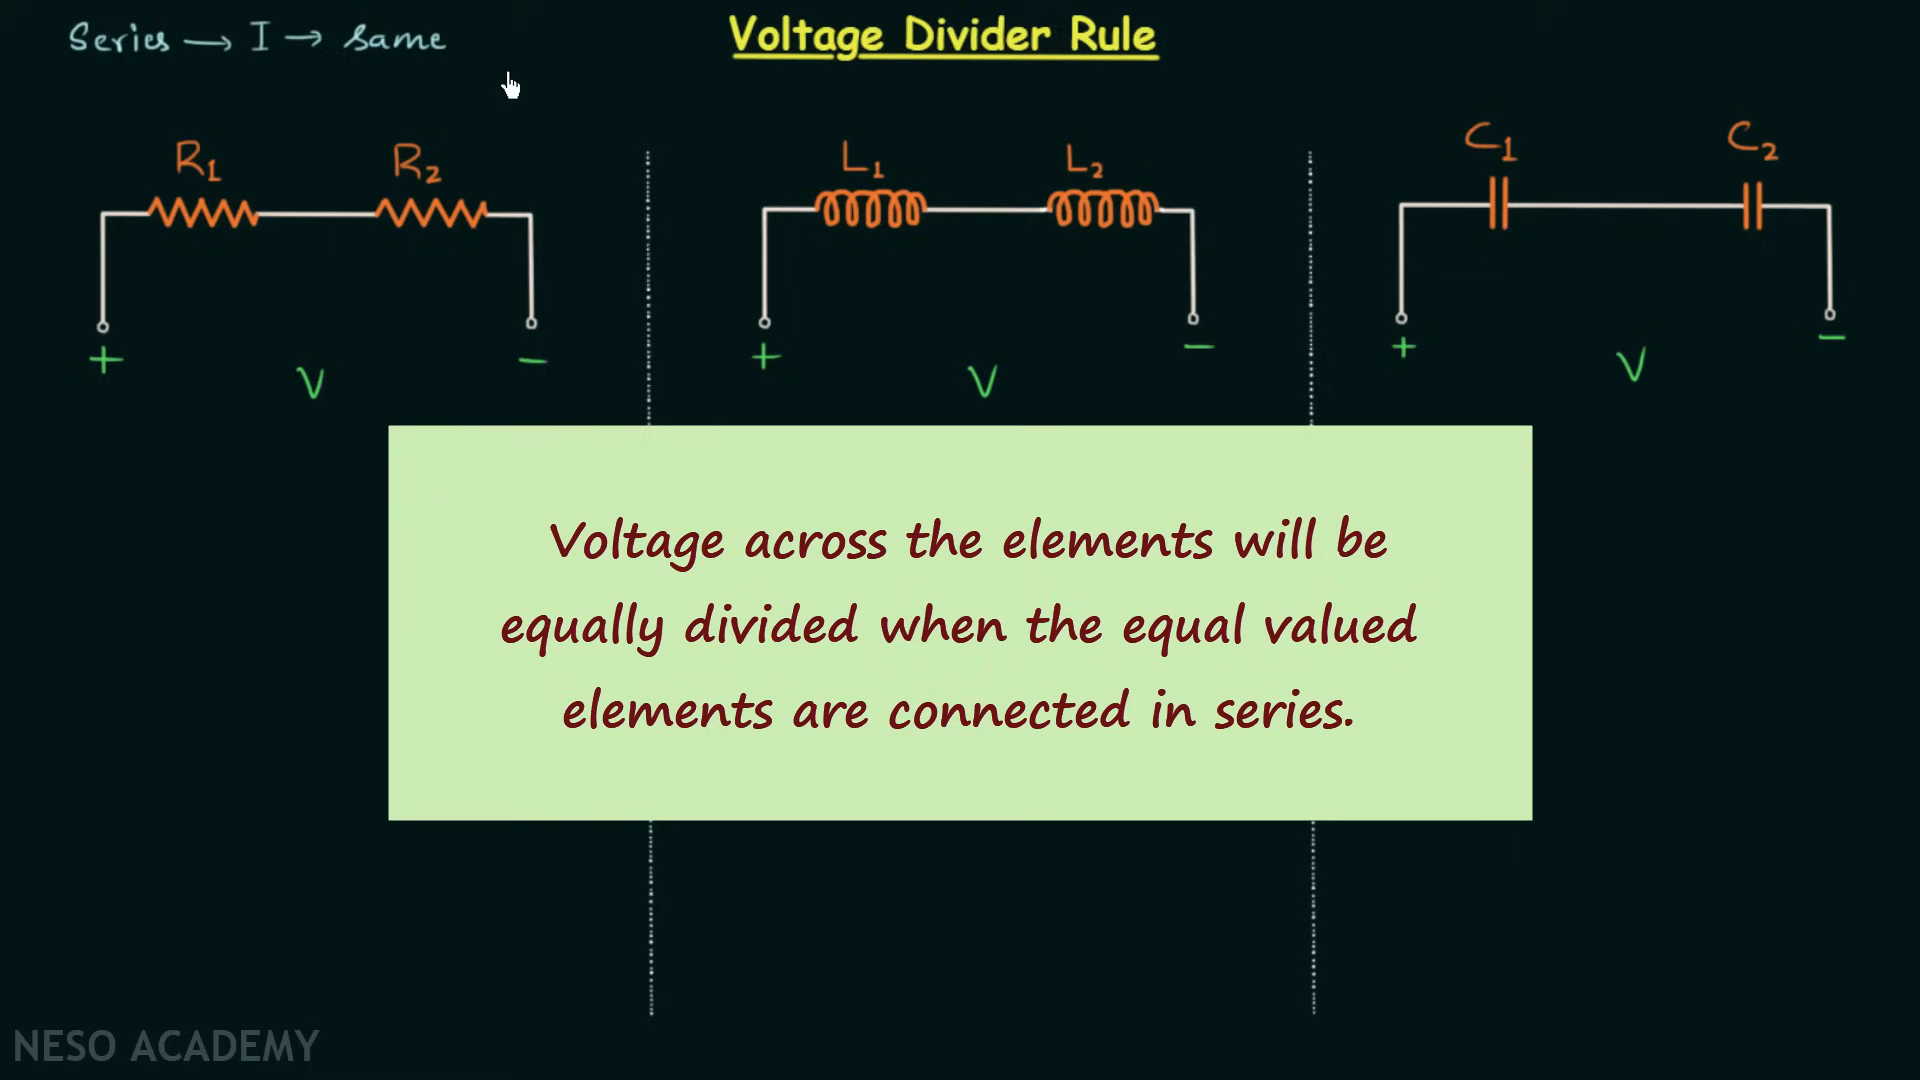 Series → I → same
Voltage Divider Rule
R1 R2
L1 L2
C1 C2
+ V −
+ V −
+ V −
Voltage across the elements will be
equally divided when the equal valued
elements are connected in series.
NESO ACADEMY